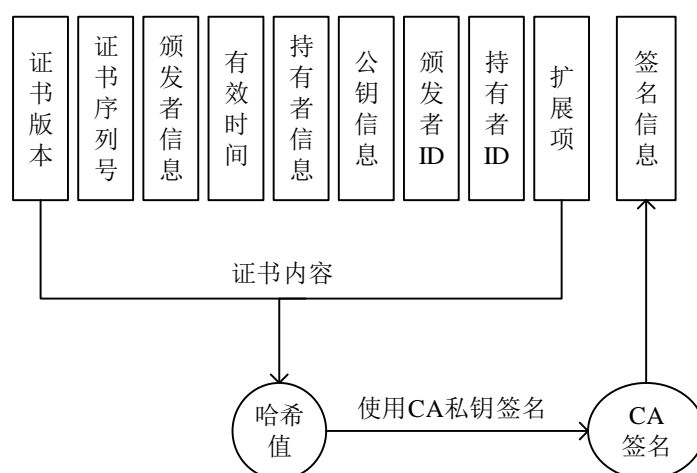 证书版本
证书序列号
颁发者信息
有效时间
持有者信息
公钥信息
颁发者ID
持有者ID
扩展项
签名信息
证书内容
哈希
值
使用CA私钥签名
CA
签名